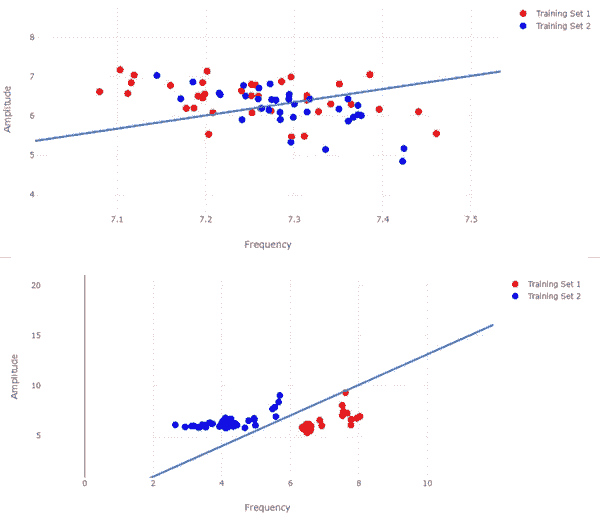 Training Set 1
Training Set 2
8
7
6
5
4
Amplitude
7.1 7.2 7.3 7.4 7.5
Frequency
Training Set 1
Training Set 2
20
15
10
5
Amplitude
0 2 4 6 8 10
Frequency